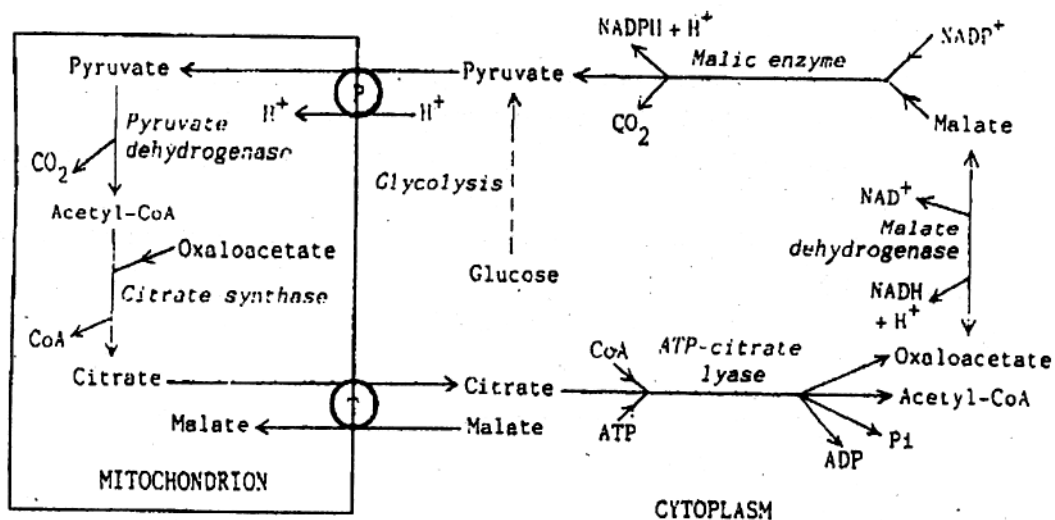 NADPH + H+
NADP+
Malic enzyme
Pyruvate
Pyruvate
H+
H+
CO2
Malate
Pyruvate
dehydrogenase
CO2
Glycolysis
NAD+
Malate
dehydrogenase
Acetyl-CoA
Oxaloacetate
Glucose
Citrate synthase
NADH
+ H+
CoA
CoA
ATP-citrate
lyase
Oxaloacetate
Citrate
Citrate
Acetyl-CoA
Malate
Malate
ATP
Pi
ADP
MITOCHONDRION
CYTOPLASM